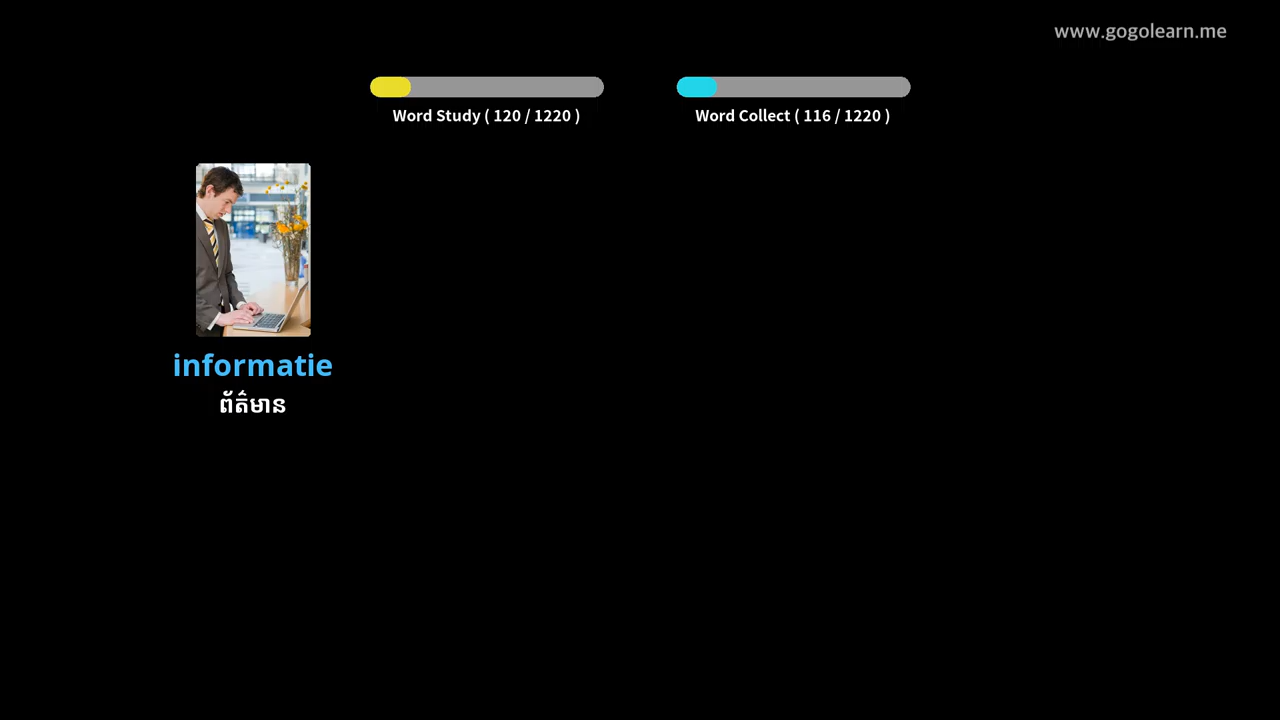 www.gogolearn.me
Word Study ( 120 / 1220 )
Word Collect ( 116 / 1220 )
informatie
ព័ត៌មាន